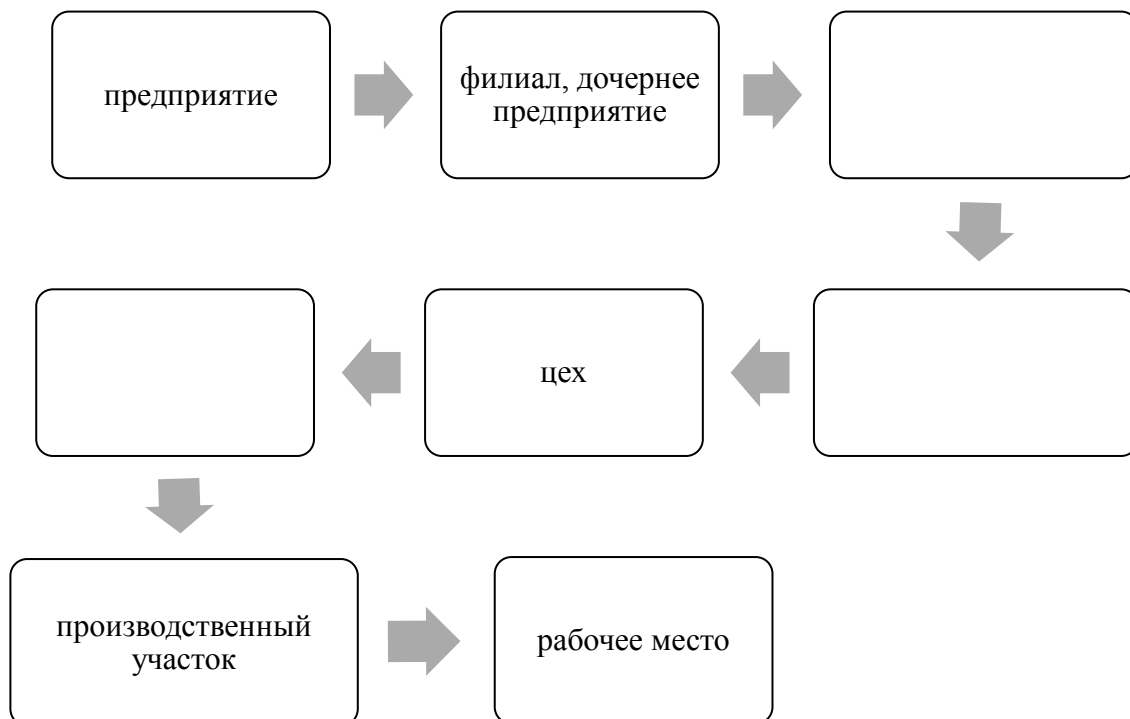 предприятие
филиал, дочернее
предприятие
цех
производственный
участок
рабочее место